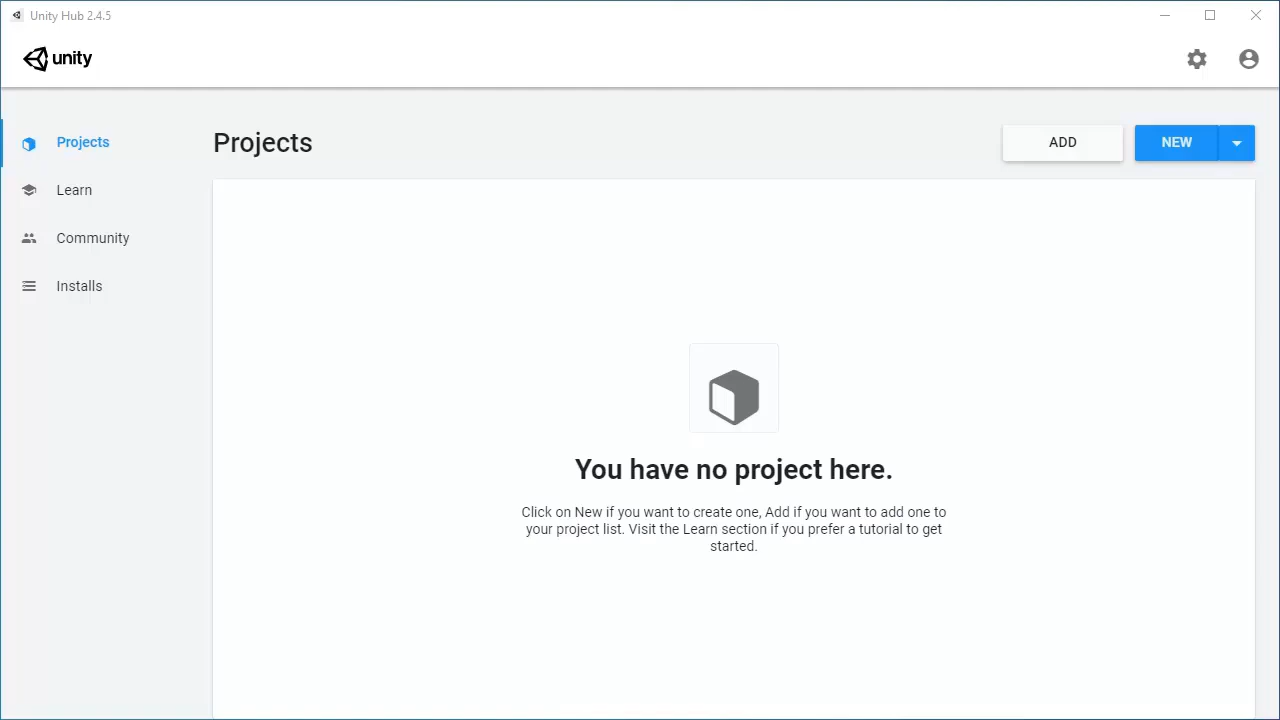 Unity Hub 2.4.5
unity
Projects
Learn
Community
Installs
Projects
ADD
NEW
You have no project here.
Click on New if you want to create one, Add if you want to add one to
your project list. Visit the Learn section if you prefer a tutorial to get
started.